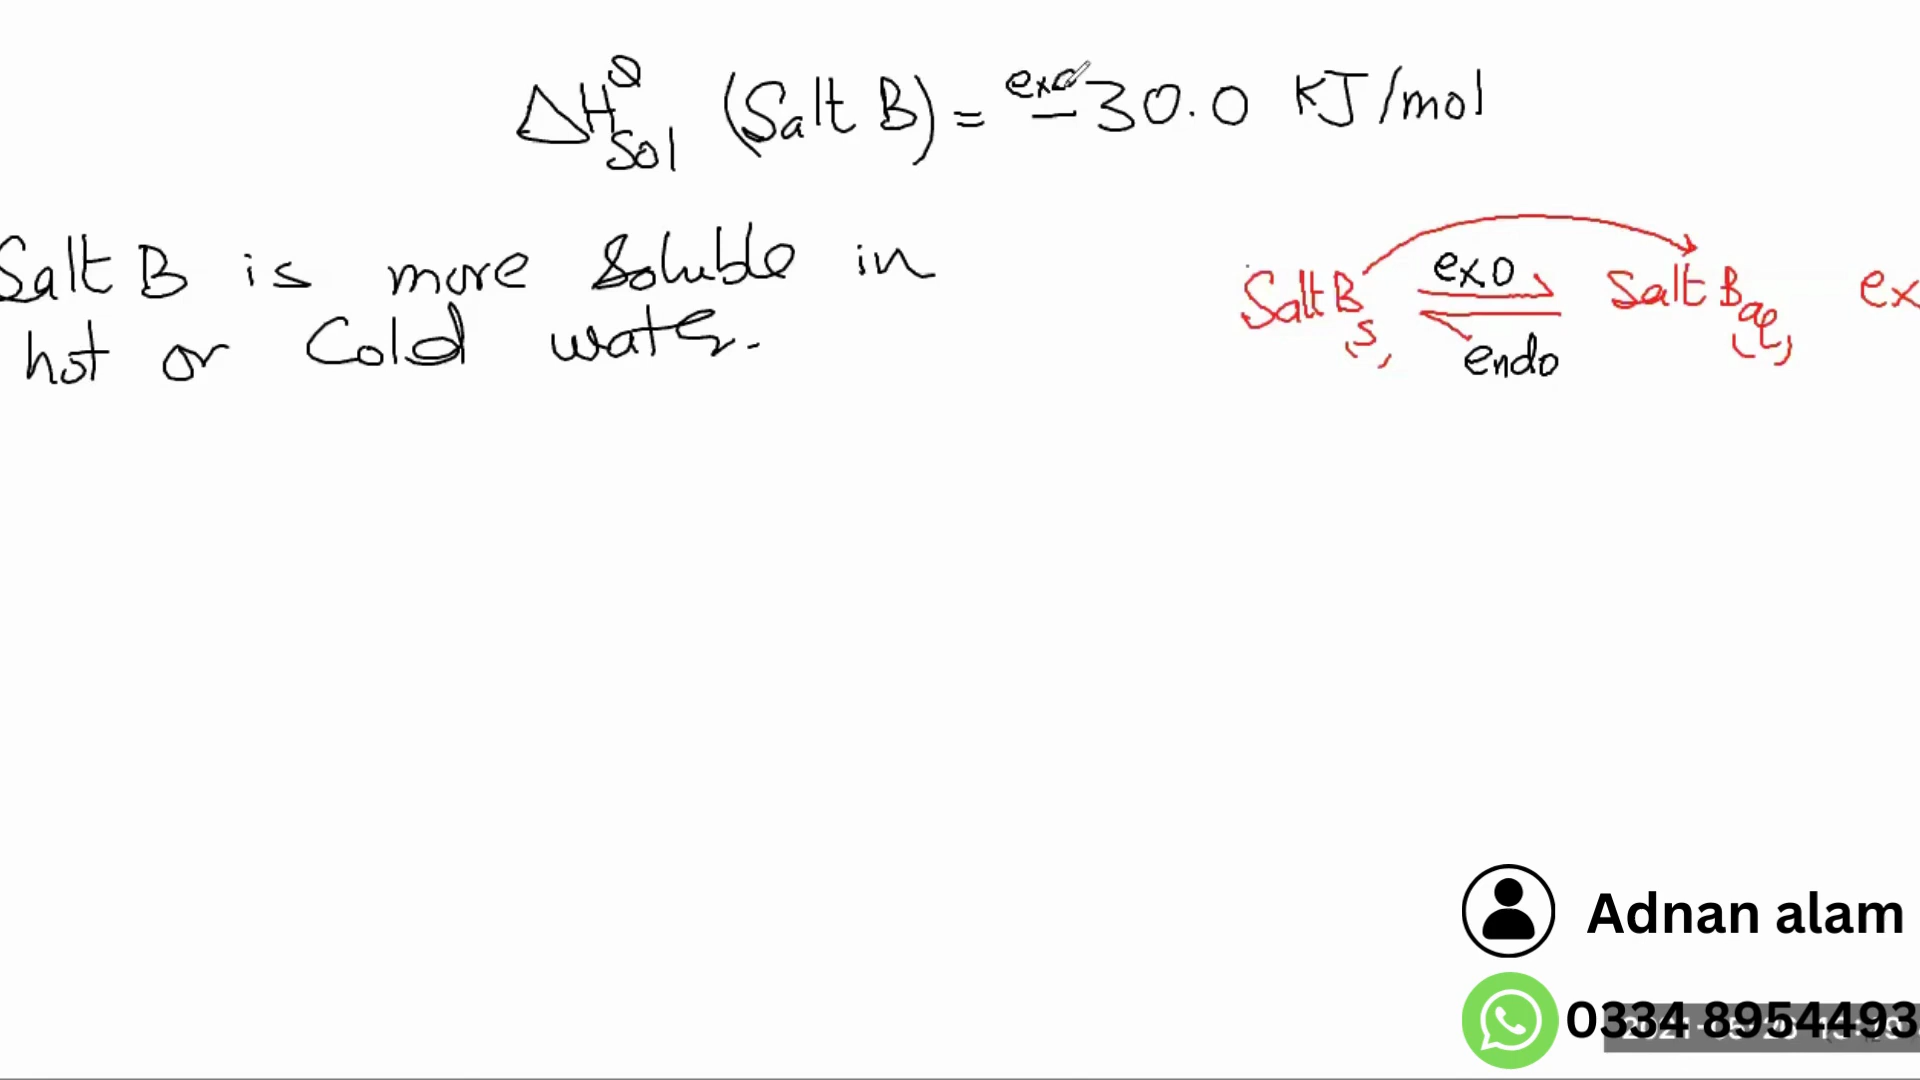 ΔH°sol (Salt B) = exo -30.0 KJ/mol
Salt B is more soluble in
hot or Cold water.
Salt B(s) exo ⇌ endo Salt B(aq) ex
Adnan alam
0334 8954493